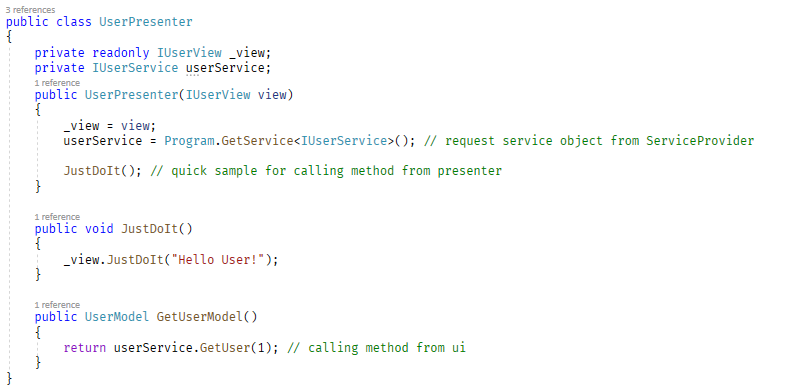 3 references
public class UserPresenter
{
private readonly IUserView _view;
private IUserService userService;
1 reference
public UserPresenter(IUserView view)
{
_view = view;
userService = Program.GetService<IUserService>(); // request service object from ServiceProvider
JustDoIt(); // quick sample for calling method from presenter
}
1 reference
public void JustDoIt()
{
_view.JustDoIt("Hello User!");
}
1 reference
public UserModel GetUserModel()
{
return userService.GetUser(1); // calling method from ui
}
}